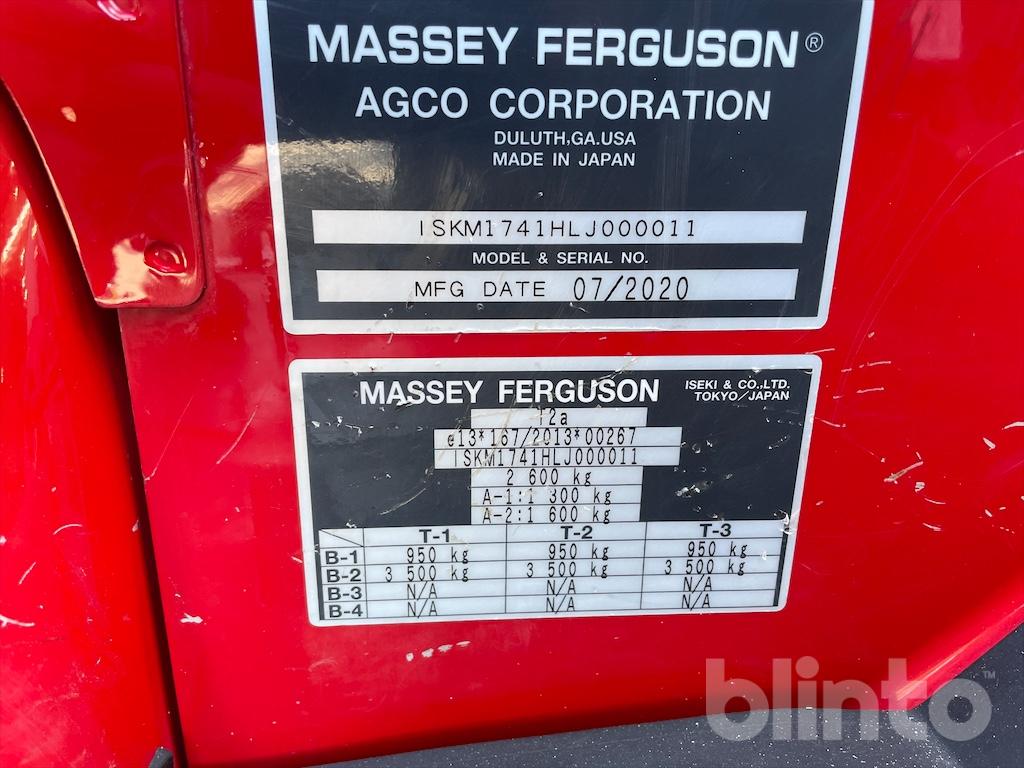 MASSEY FERGUSON®
AGCO CORPORATION
DULUTH,GA.USA
MADE IN JAPAN
ISKM1741HLJ000011
MODEL & SERIAL NO.
MFG DATE 07/2020
MASSEY FERGUSON ISEKI & CO.,LTD. TOKYO/JAPAN
T2a
e13*167/2013*00267
ISKM1741HLJ000011
2 600 kg
A-1:1 300 kg
A-2:1 600 kg
T-1 T-2 T-3
B-1 950 kg 950 kg 950 kg
B-2 3 500 kg 3 500 kg 3 500 kg
B-3 N/A N/A N/A
B-4 N/A N/A N/A
blinto™